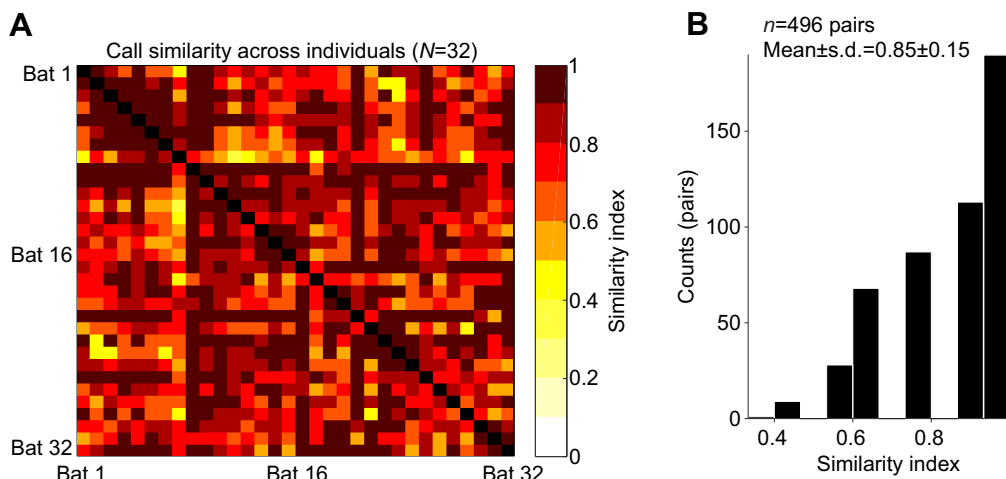 A
Call similarity across individuals (N=32)
Bat 1
Bat 16
Bat 32
Bat 1
Bat 16
Bat 32
1
0.8
0.6
0.4
0.2
0
Similarity index
B
n=496 pairs
Mean±s.d.=0.85±0.15
150
100
50
0
Counts (pairs)
0.4
0.6
0.8
Similarity index